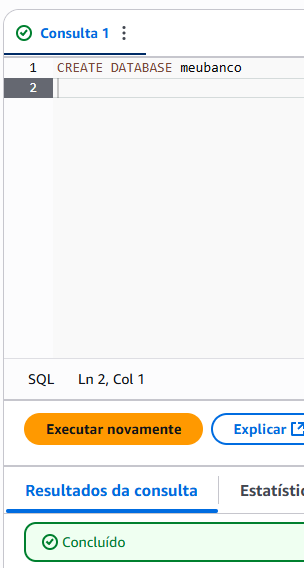 Consulta 1
1 CREATE DATABASE meubanco
2
SQL Ln 2, Col 1
Executar novamente Explicar
Resultados da consulta Estatístic
Concluído